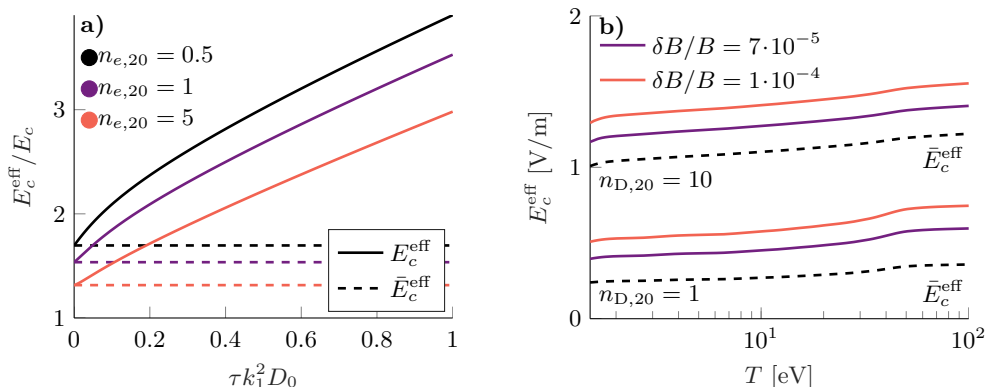 a)
n_{e,20} = 0.5
n_{e,20} = 1
n_{e,20} = 5
E_c^{eff}/E_c
1
2
3
0
0.2
0.4
0.6
0.8
1
τk_1^2D_0
E_c^{eff}
Ē_c^{eff}
b)
δB/B = 7·10^{-5}
δB/B = 1·10^{-4}
E_c^{eff} [V/m]
0
1
2
Ē_c^{eff}
n_{D,20} = 10
n_{D,20} = 1
Ē_c^{eff}
10^1
10^2
T [eV]